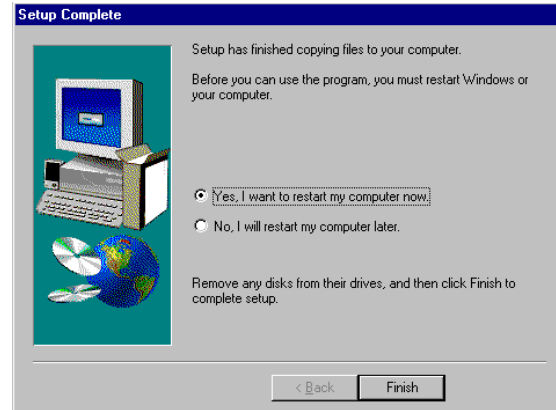 Setup Complete
Setup has finished copying files to your computer.
Before you can use the program, you must restart Windows or
your computer.
Yes, I want to restart my computer now.
No, I will restart my computer later.
Remove any disks from their drives, and then click Finish to
complete setup.
< Back
Finish